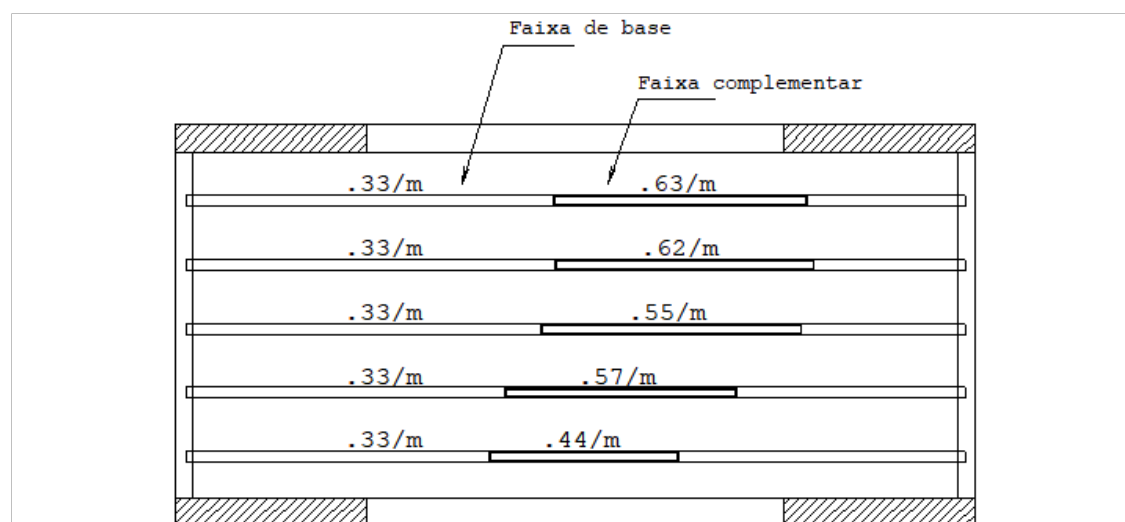 Faixa de base
Faixa complementar
.33/m .63/m
.33/m .62/m
.33/m .55/m
.33/m .57/m
.33/m .44/m